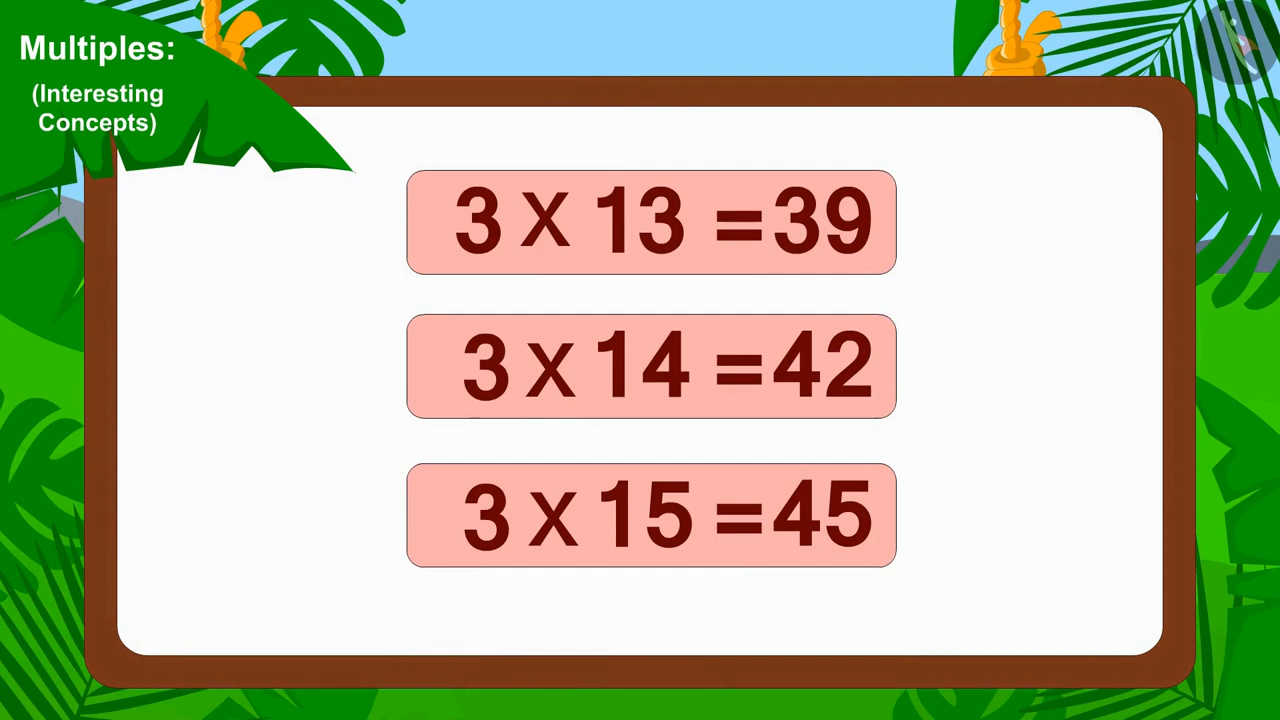 Multiples:
(Interesting
Concepts)
3 X 13 =39
3 X 14 =42
3 X 15 =45